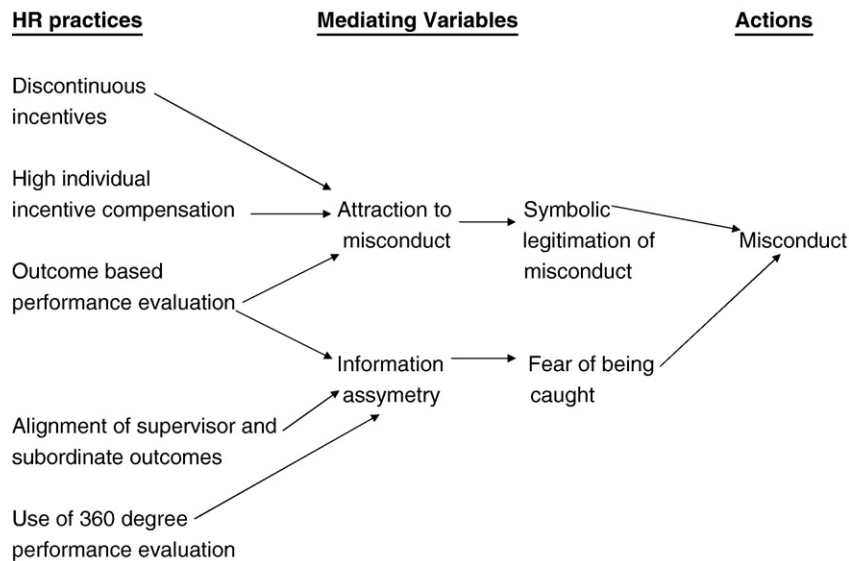 HR practices
Mediating Variables
Actions
Discontinuous
incentives
High individual
incentive compensation
Attraction to
misconduct
Symbolic
legitimation of
misconduct
Misconduct
Outcome based
performance evaluation
Information
assymetry
Fear of being
caught
Alignment of supervisor and
subordinate outcomes
Use of 360 degree
performance evaluation